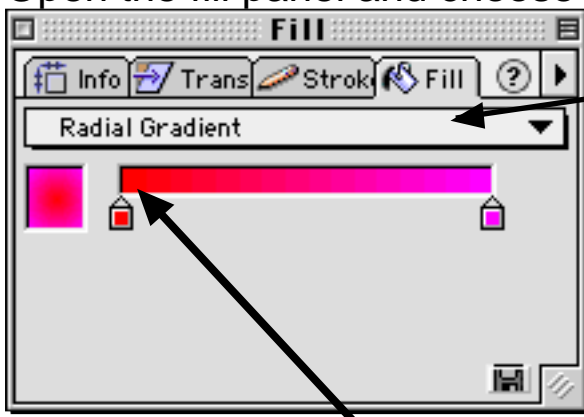 Open the fill panel and choose
Fill
Info Trans Strok Fill ?
Radial Gradient